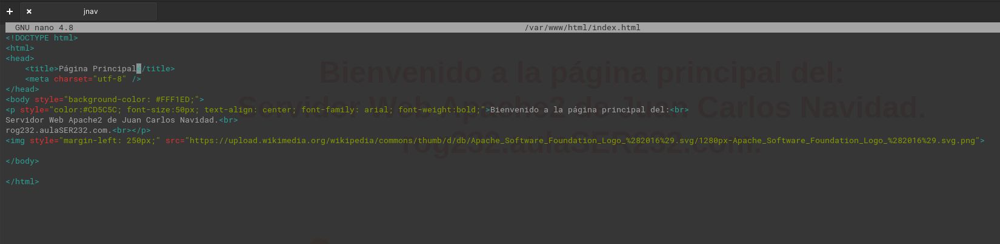 + × jnav
GNU nano 4.8 /var/www/html/index.html
<!DOCTYPE html>
<html>
<head>
    <title>Página Principal</title>
    <meta charset="utf-8" />
</head>
<body style="background-color: #FFF1ED;">
<p style="color:#CD5C5C; font-size:50px; text-align: center; font-family: arial; font-weight:bold;">Bienvenido a la página principal del:<br>
Servidor Web Apache2 de Juan Carlos Navidad.<br>
rog232.aulaSER232.com.<br></p>
<img style="margin-left: 250px;" src="https://upload.wikimedia.org/wikipedia/commons/thumb/d/db/Apache_Software_Foundation_Logo_%282016%29.svg/1280px-Apache_Software_Foundation_Logo_%282016%29.svg.png">
</body>
</html>
Bienvenido a la página principal del:
Servidor Web Apache2 de Juan Carlos Navidad.
rog232.aulaSER232.com.